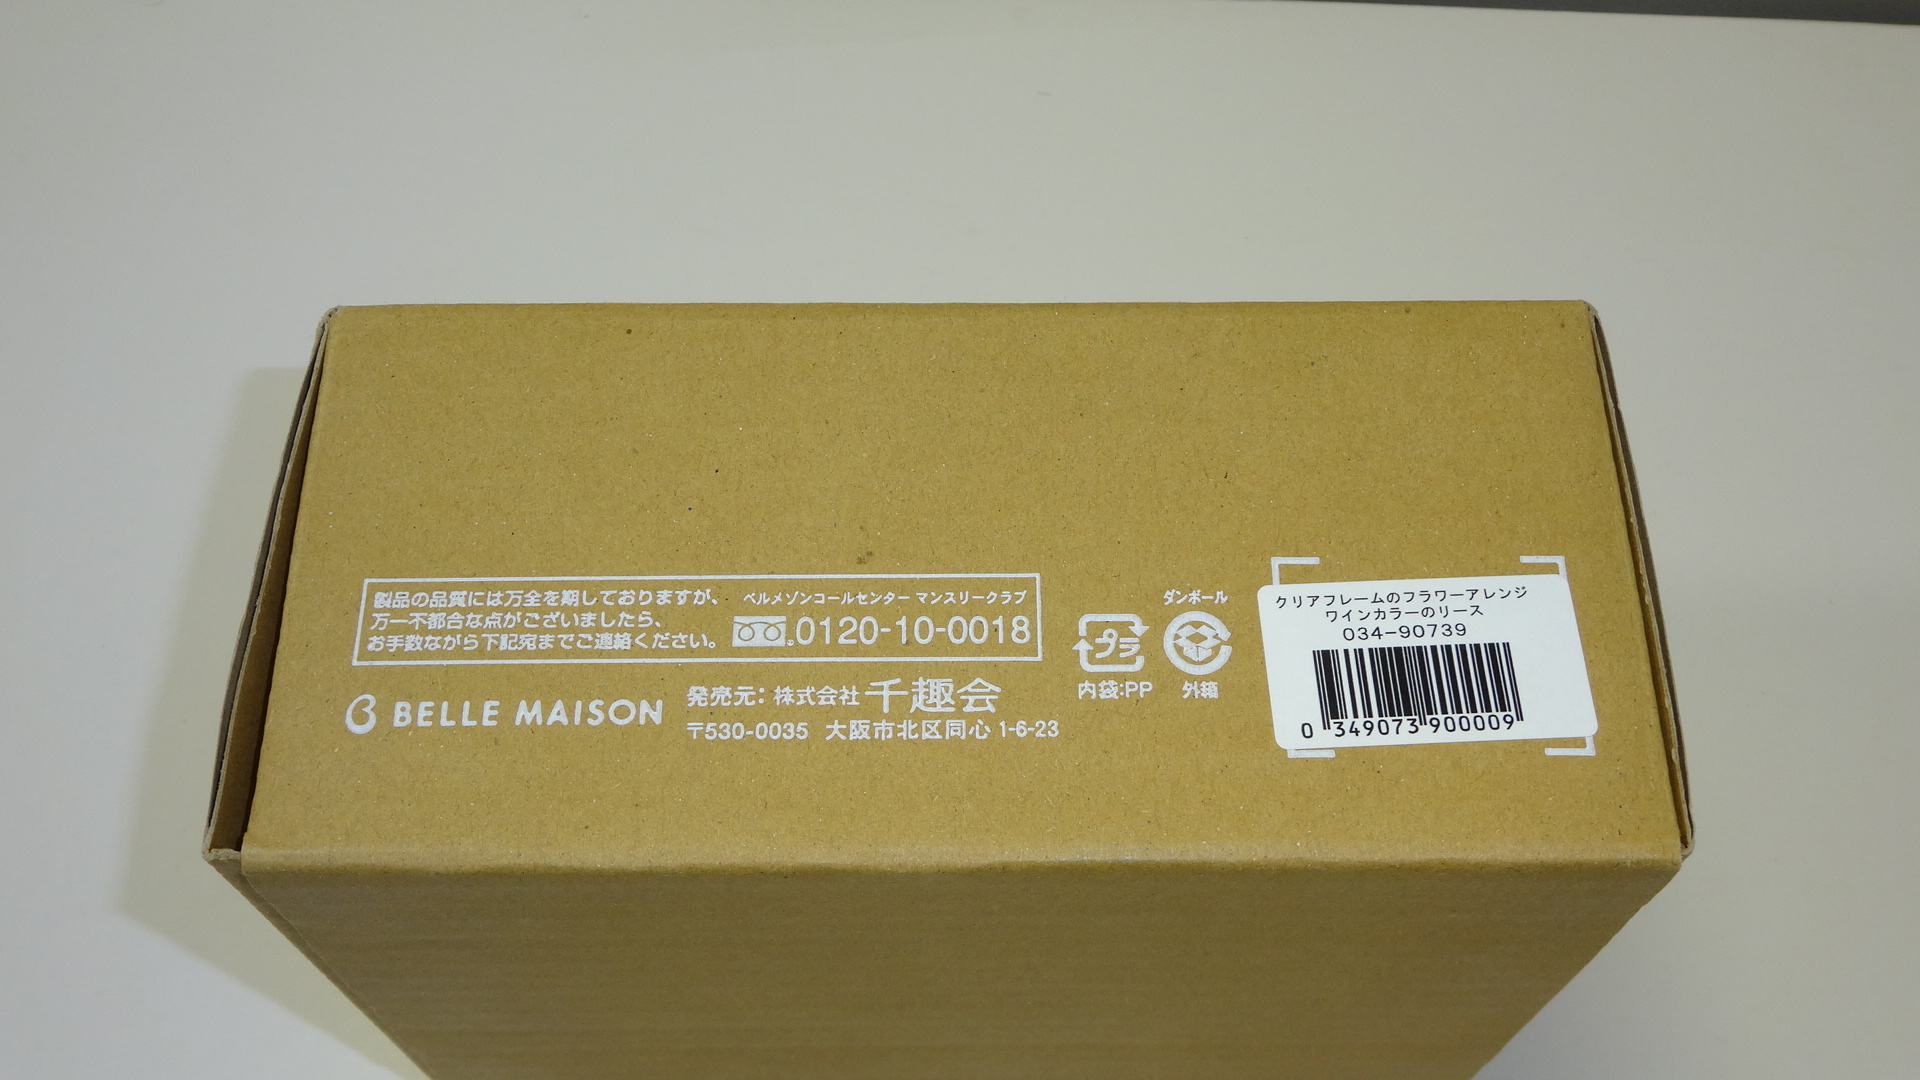 製品の品質には万全を期しておりますが、
万一不都合な点がございましたら、
お手数ながら下記宛までご連絡ください。
ベルメゾンコールセンター マンスリークラブ
0120-10-0018
BELLE MAISON
発売元：株式会社 千趣会
〒530-0035 大阪市北区同心 1-6-23
プラ
内袋：PP
ダンボール
外箱
クリアフレームのフラワーアレンジ
ワインカラーのリース
034-90739
0 349073 900009